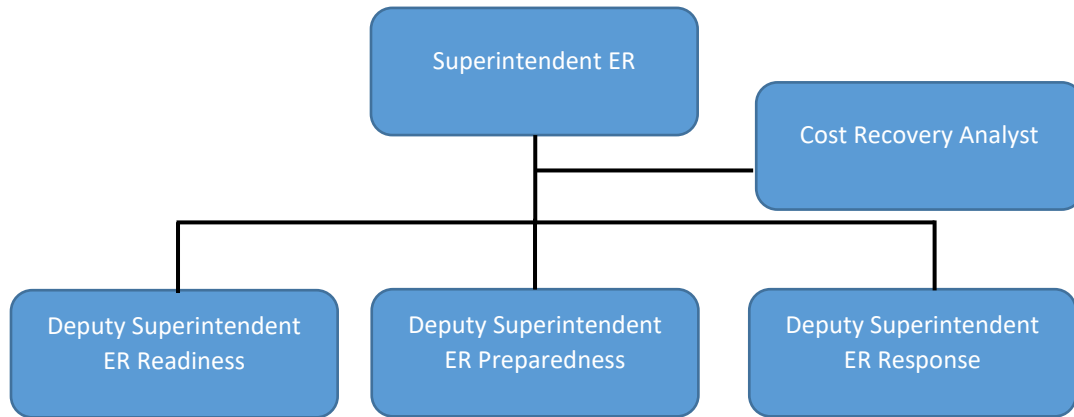 Superintendent ER
Cost Recovery Analyst
Deputy Superintendent
ER Readiness
Deputy Superintendent
ER Preparedness
Deputy Superintendent
ER Response